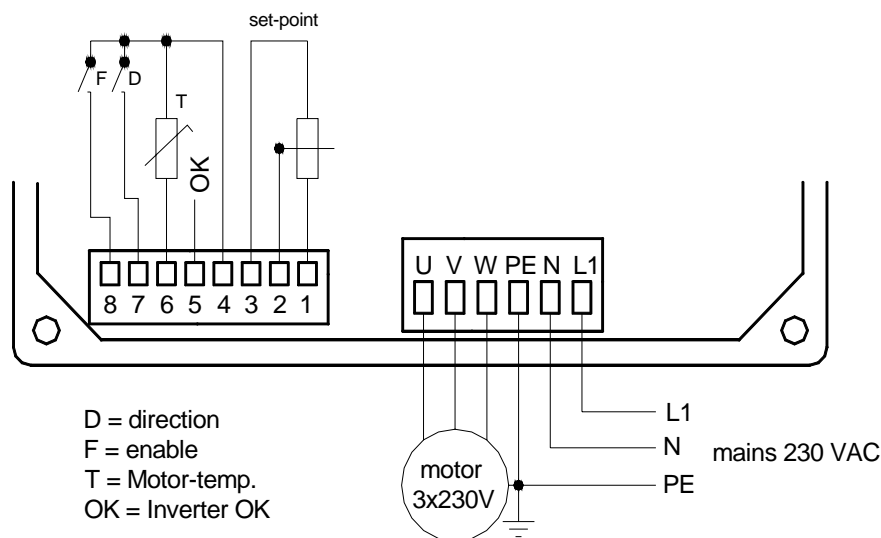 set-point
F D
T
OK
8 7 6 5 4 3 2 1
U V W PE N L1
D = direction
F = enable
T = Motor-temp.
OK = Inverter OK
motor
3x230V
L1
N
PE
mains 230 VAC